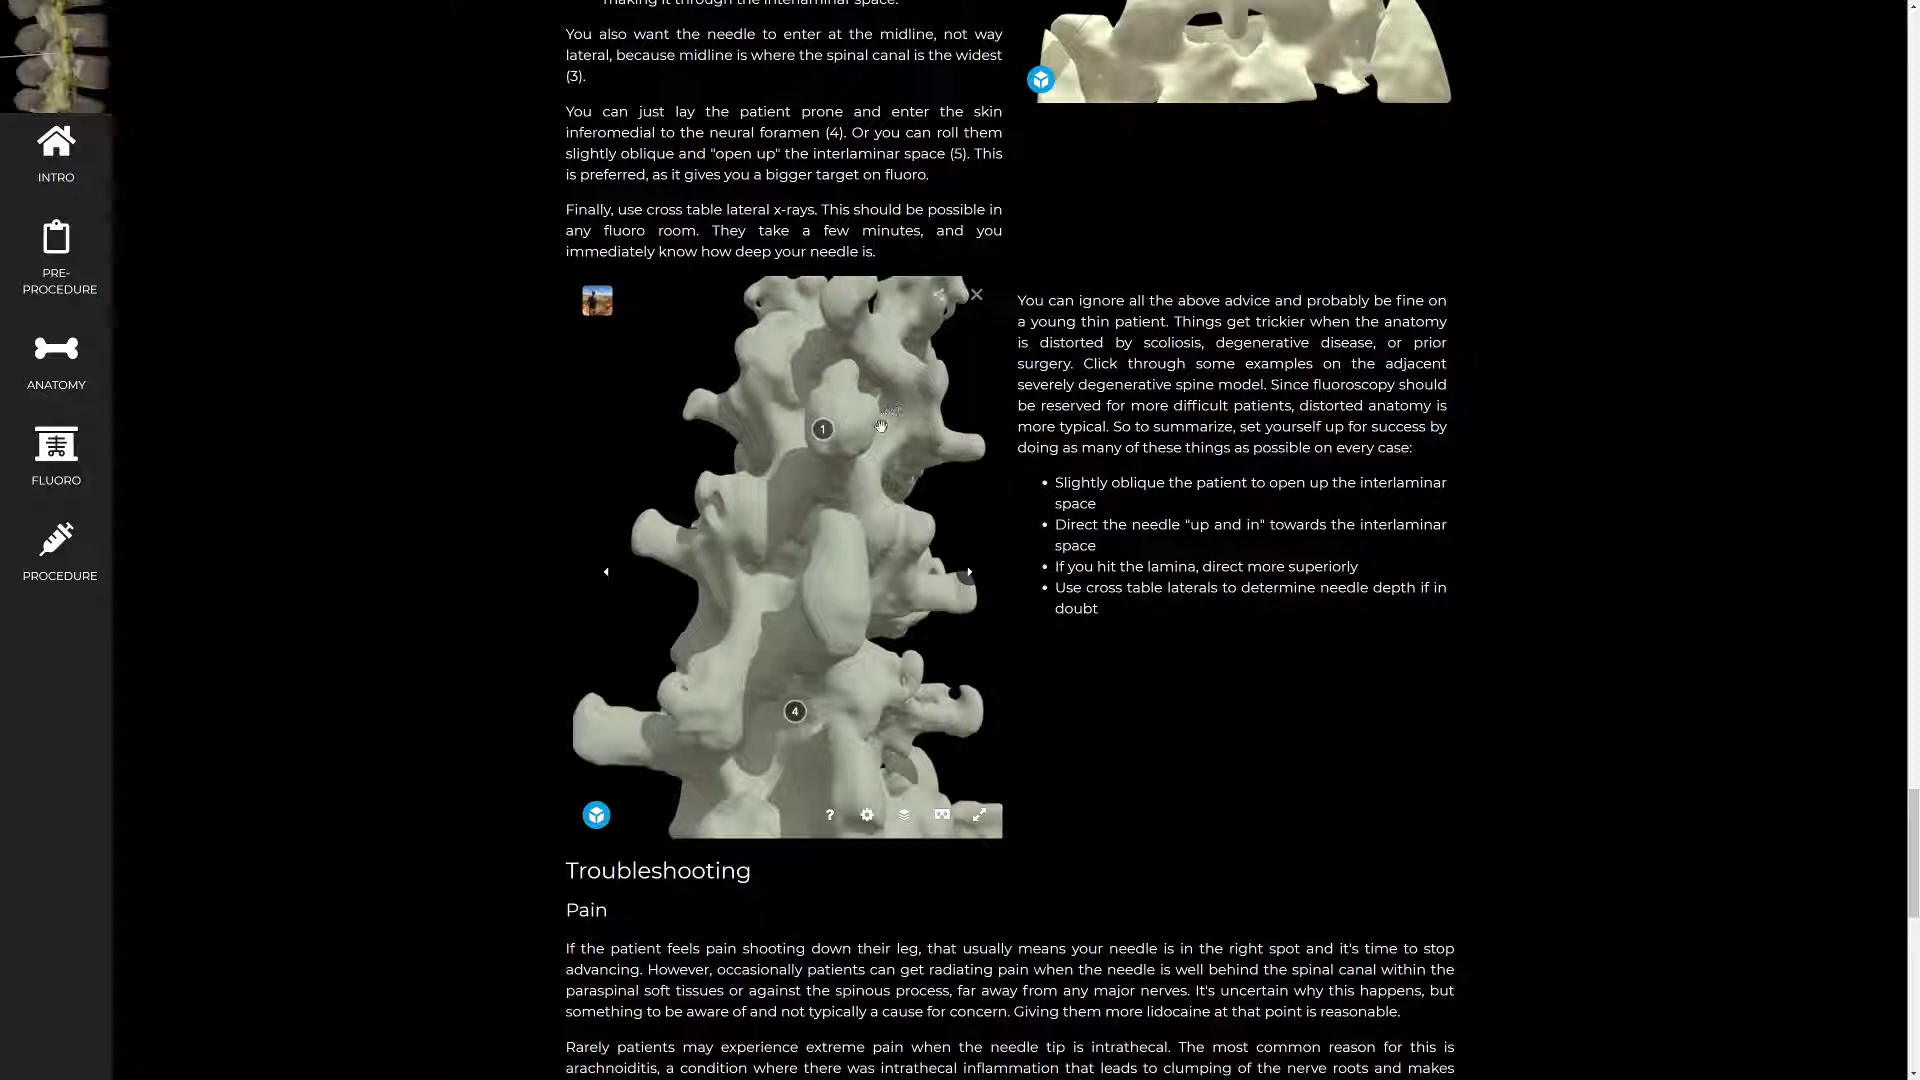 making it through the interlaminar space.
You also want the needle to enter at the midline, not way
lateral, because midline is where the spinal canal is the widest
(3).
You can just lay the patient prone and enter the skin
inferomedial to the neural foramen (4). Or you can roll them
slightly oblique and "open up" the interlaminar space (5). This
is preferred, as it gives you a bigger target on fluoro.
Finally, use cross table lateral x-rays. This should be possible in
any fluoro room. They take a few minutes, and you
immediately know how deep your needle is.
INTRO
PRE-
PROCEDURE
ANATOMY
FLUORO
PROCEDURE
1
4
?
You can ignore all the above advice and probably be fine on
a young thin patient. Things get trickier when the anatomy
is distorted by scoliosis, degenerative disease, or prior
surgery. Click through some examples on the adjacent
severely degenerative spine model. Since fluoroscopy should
be reserved for more difficult patients, distorted anatomy is
more typical. So to summarize, set yourself up for success by
doing as many of these things as possible on every case:
• Slightly oblique the patient to open up the interlaminar
space
• Direct the needle "up and in" towards the interlaminar
space
• If you hit the lamina, direct more superiorly
• Use cross table laterals to determine needle depth if in
doubt
Troubleshooting
Pain
If the patient feels pain shooting down their leg, that usually means your needle is in the right spot and it's time to stop
advancing. However, occasionally patients can get radiating pain when the needle is well behind the spinal canal within the
paraspinal soft tissues or against the spinous process, far away from any major nerves. It's uncertain why this happens, but
something to be aware of and not typically a cause for concern. Giving them more lidocaine at that point is reasonable.
Rarely patients may experience extreme pain when the needle tip is intrathecal. The most common reason for this is
arachnoiditis, a condition where there was intrathecal inflammation that leads to clumping of the nerve roots and makes